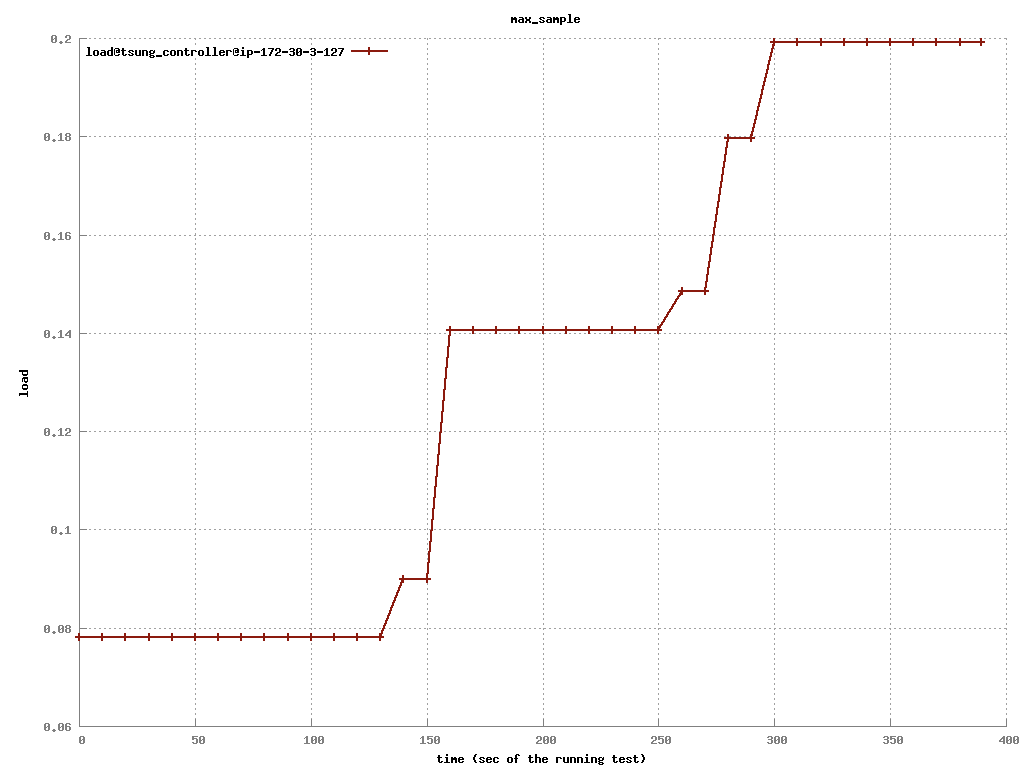 max_sample
load@tsung_controller@ip-172-30-3-127
0.2
0.18
0.16
0.14
0.12
0.1
0.08
0.06
load
0 50 100 150 200 250 300 350 400
time (sec of the running test)